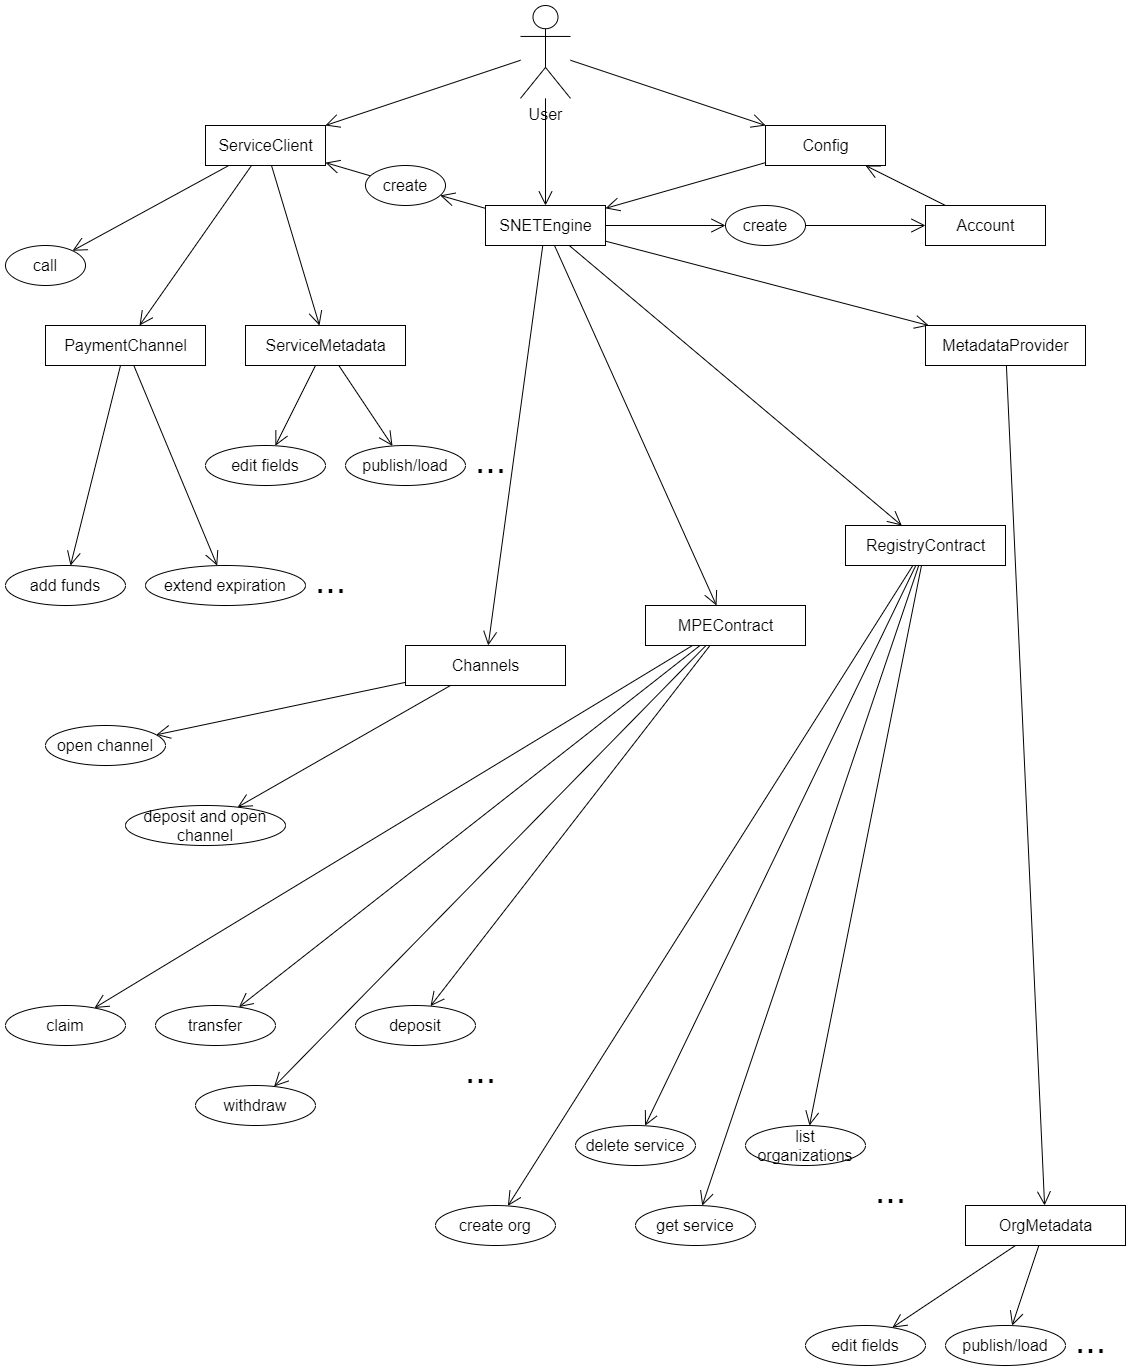 User
ServiceClient
Config
create
SNETEngine
create
Account
call
PaymentChannel
ServiceMetadata
MetadataProvider
edit fields
publish/load
...
RegistryContract
add funds
extend expiration
...
MPEContract
Channels
open channel
deposit and open
channel
claim
transfer
deposit
...
withdraw
delete service
list
organizations
...
create org
get service
OrgMetadata
edit fields
publish/load
...